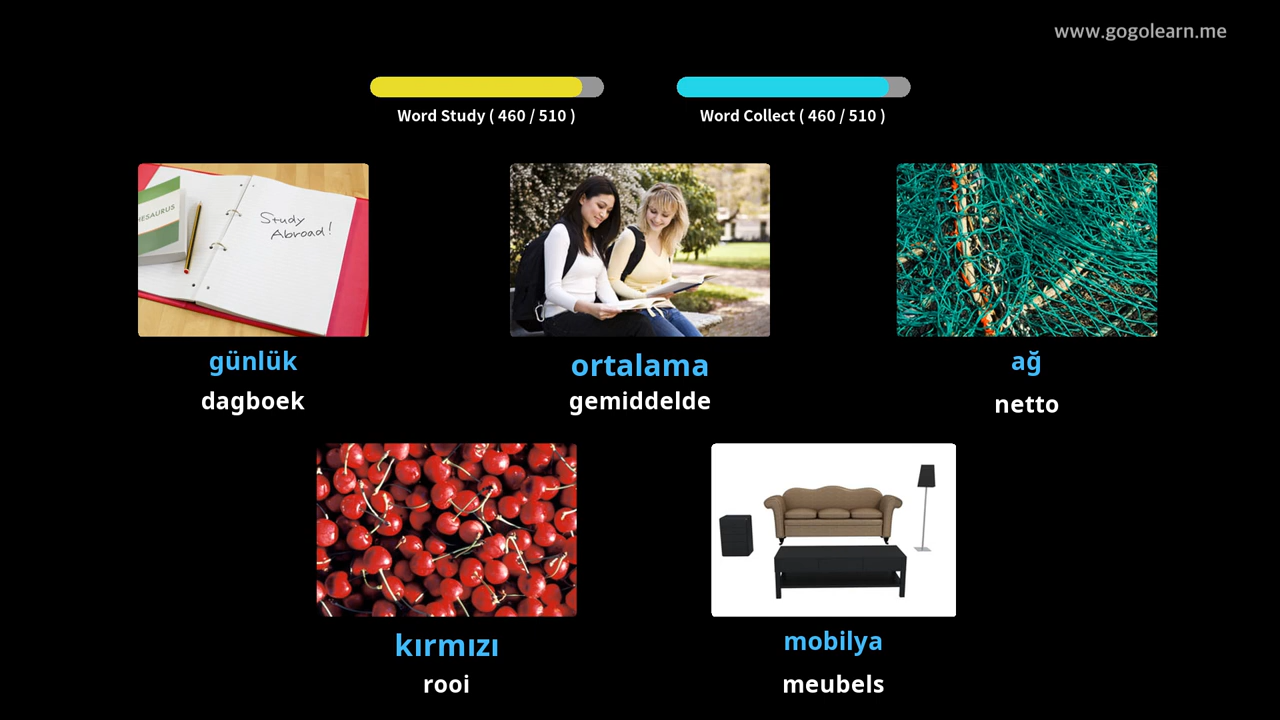 www.gogolearn.me
Word Study ( 460 / 510 )
Word Collect ( 460 / 510 )
ESAURUS
Study
Abroad!
günlük
dagboek
ortalama
gemiddelde
ağ
netto
kırmızı
rooi
mobilya
meubels